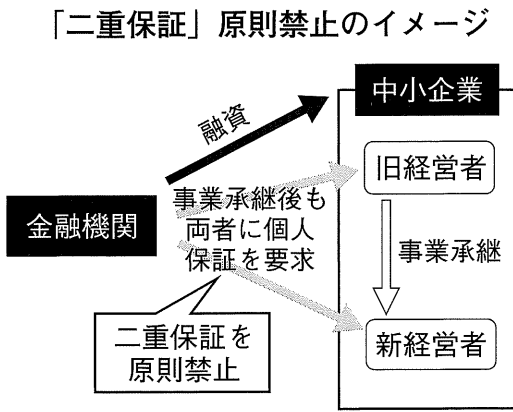 「二重保証」原則禁止のイメージ
中小企業
融資
旧経営者
金融機関
事業承継後も
両者に個人
保証を要求
事業承継
新経営者
二重保証を
原則禁止